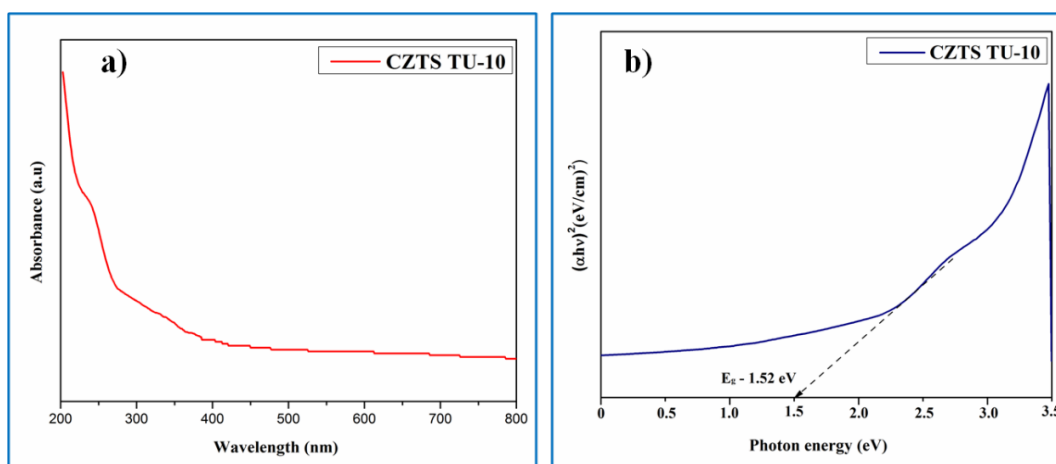 a)
CZTS TU-10
Absorbance (a.u)
200 300 400 500 600 700 800
Wavelength (nm)
b)
CZTS TU-10
(αhν)²(eV/cm)²)
E_g - 1.52 eV
0 0.5 1.0 1.5 2.0 2.5 3.0 3.5
Photon energy (eV)